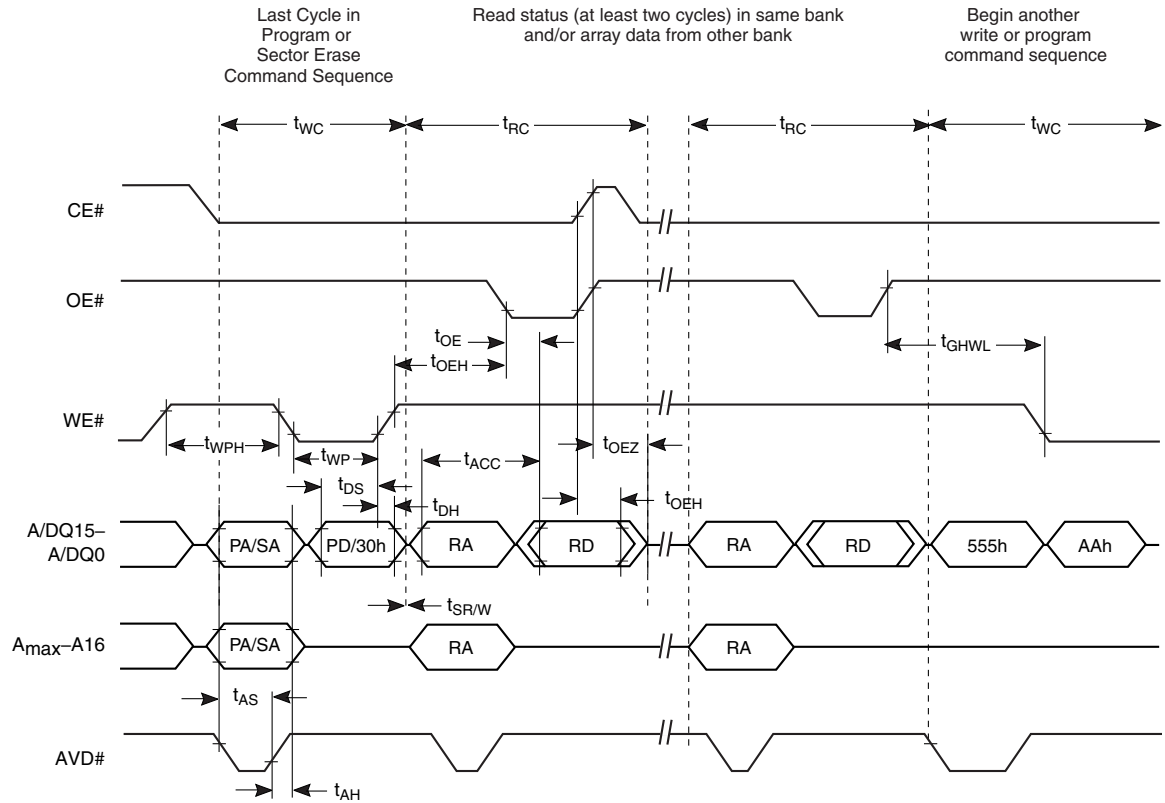 Last Cycle in
Program or
Sector Erase
Command Sequence
Read status (at least two cycles) in same bank
and/or array data from other bank
Begin another
write or program
command sequence
tWC
tRC
tRC
tWC
CE#
OE#
tOE
tOEH
tGHWL
WE#
tWPH
tWP
tACC
tOEZ
tDS
tDH
tOEH
A/DQ15–
A/DQ0
PA/SA
PD/30h
RA
RD
RA
RD
555h
AAh
tSR/W
Amax–A16
PA/SA
RA
RA
tAS
AVD#
tAH